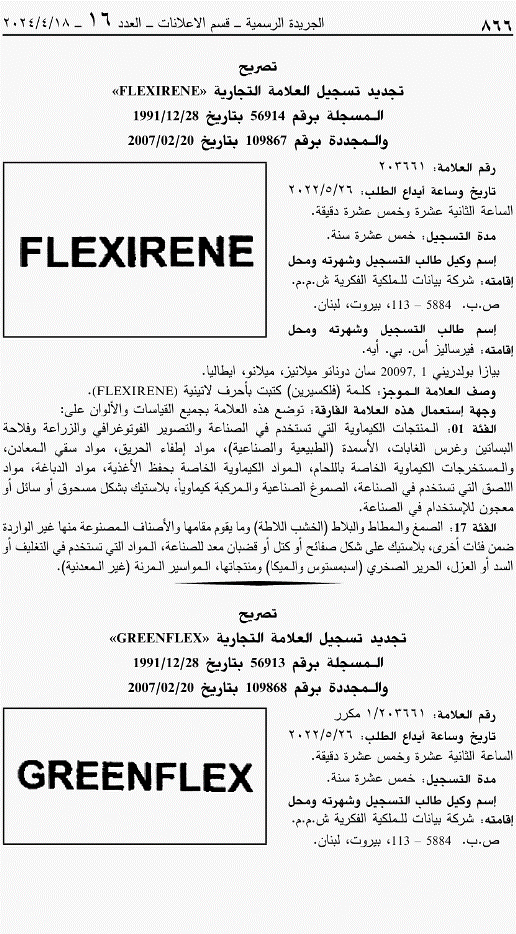 ٨٦٦ الجريدة الرسمية ـ قسم الاعلانات ـ العدد ١٦ ـ ٢٠٢٤/٤/١٨
تصريح
تجديد تسجيل العلامة التجارية «FLEXIRENE»
المسجلة برقم 56914 بتاريخ 1991/12/28
والمجددة برقم 109867 بتاريخ 2007/02/20
رقم العلامة: ٢٠٣٦٦١
تاريخ وساعة أيداع الطلب: ٢٠٢٢/٥/٢٦
الساعة الثانية عشرة وخمس عشرة دقيقة.
مدة التسجيل: خمس عشرة سنة.
إسم وكيل طالب التسجيل وشهرته ومحل
إقامته: شركة بيانات للملكية الفكرية ش.م.م.
ص.ب. 5884 – 113، بيروت، لبنان.
إسم طالب التسجيل وشهرته ومحل
إقامته: فيرساليز أس. بي. أيه.
FLEXIRENE
بيازا بولدريني 1 ,20097 سان دوناتو ميلانيز، ميلانو، ايطاليا.
وصف العلامة الموجز: كلمة (فلكسيرين) كتبت بأحرف لاتينية (FLEXIRENE).
وجهة إستعمال هذه العلامة الفارقة: توضع هذه العلامة بجميع القياسات والألوان على:
الفئة 01: المنتجات الكيماوية التي تستخدم في الصناعة والتصوير الفوتوغرافي والزراعة وفلاحة
البساتين وغرس الغابات، الأسمدة (الطبيعية والصناعية)، مواد إطفاء الحريق، مواد سقي المعادن،
والمستخرجات الكيماوية الخاصة باللحام، المواد الكيماوية الخاصة بحفظ الأغذية، مواد الدباغة، مواد
اللصق التي تستخدم في الصناعة، الصموغ الصناعية والمركبة كيماوياً، بلاستيك بشكل مسحوق أو سائل أو
معجون للإستخدام في الصناعة.
الفئة 17: الصمغ والمطاط والبلاط (الخشب اللاطة) وما يقوم مقامها والأصناف المصنوعة منها غير الواردة
ضمن فئات أخرى، بلاستيك على شكل صفائح أو كتل أو قضبان معد للصناعة، المواد التي تستخدم في التغليف أو
السد أو العزل، الحرير الصخري (اسبمستوس والميكا) ومنتجاتها، المواسير المرنة (غير المعدنية).
تصريح
تجديد تسجيل العلامة التجارية «GREENFLEX»
المسجلة برقم 56913 بتاريخ 1991/12/28
والمجددة برقم 109868 بتاريخ 2007/02/20
رقم العلامة: ١/٢٠٣٦٦١ مكرر
تاريخ وساعة أيداع الطلب: ٢٠٢٢/٥/٢٦
الساعة الثانية عشرة وخمس عشرة دقيقة.
مدة التسجيل: خمس عشرة سنة.
إسم وكيل طالب التسجيل وشهرته ومحل
إقامته: شركة بيانات للملكية الفكرية ش.م.م.
ص.ب. 5884 – 113، بيروت، لبنان.
GREENFLEX